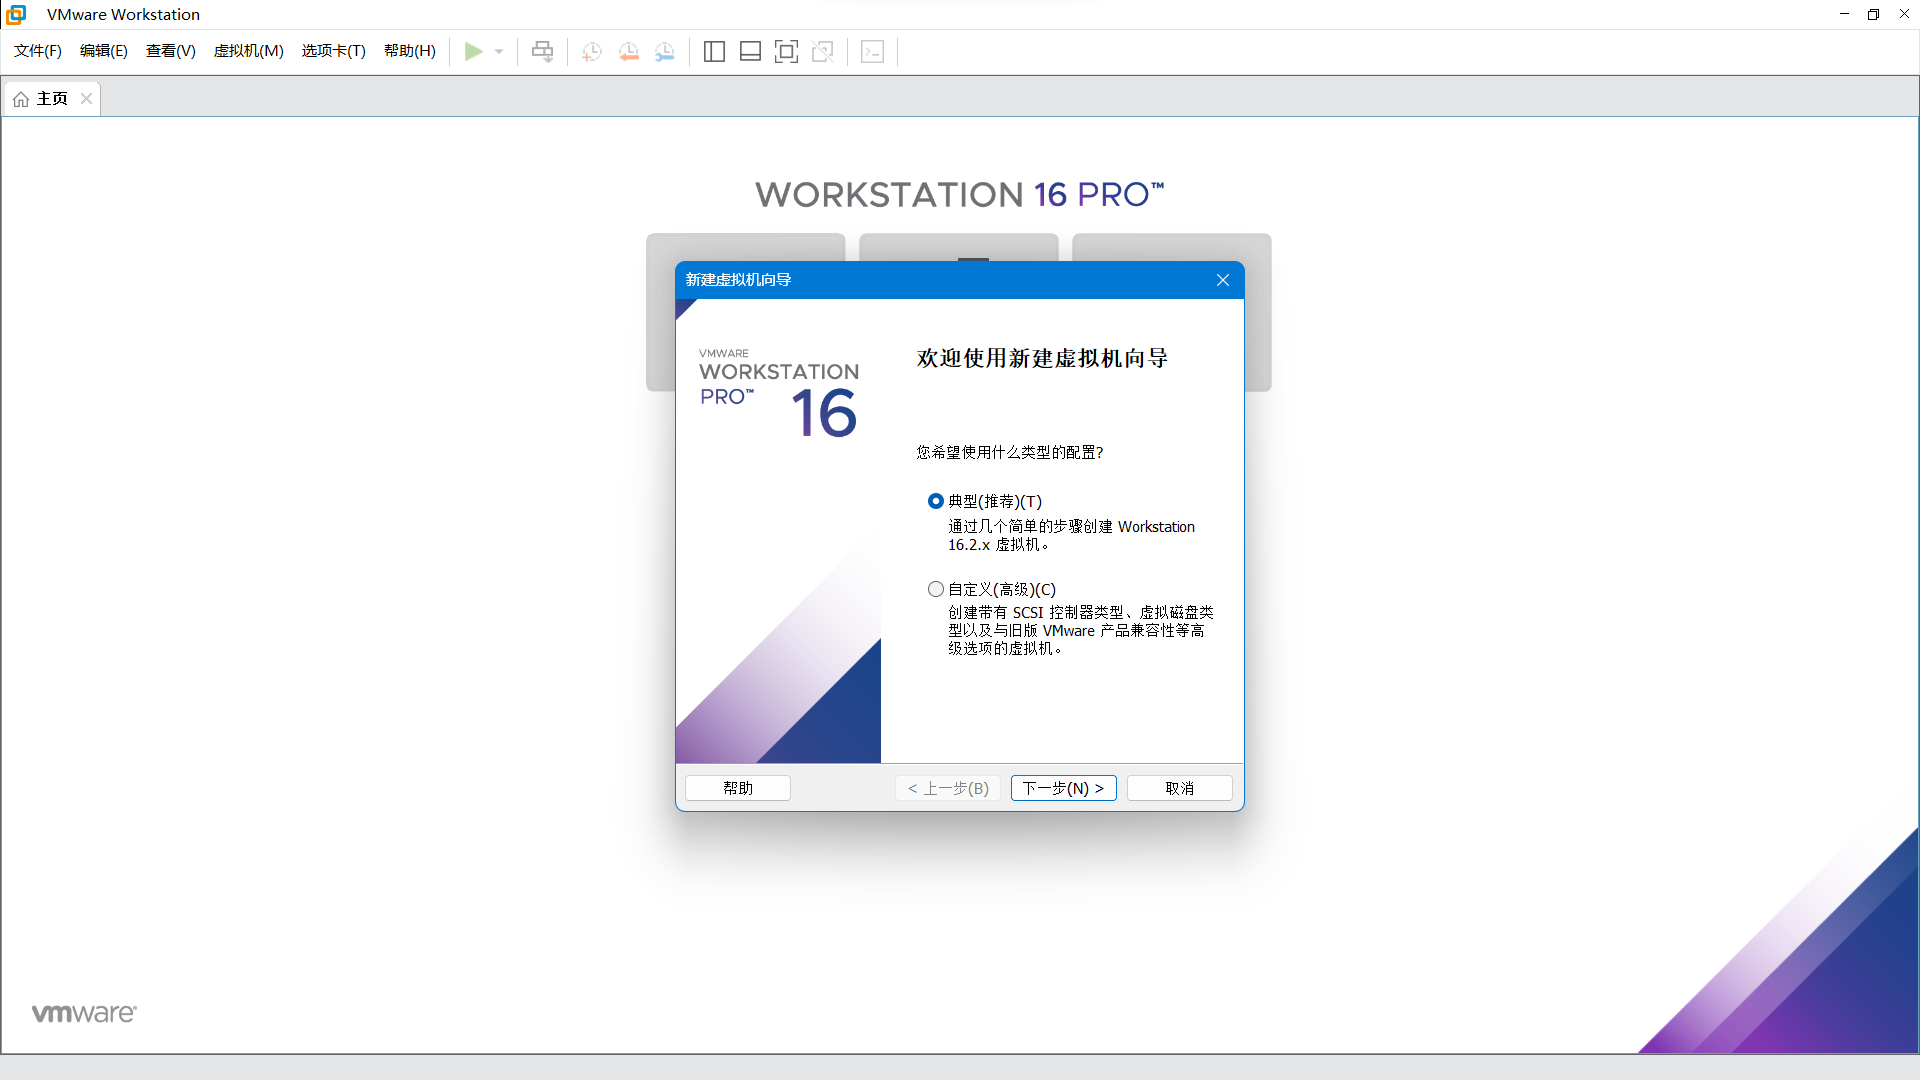 VMware Workstation
文件(F) 编辑(E) 查看(V) 虚拟机(M) 选项卡(T) 帮助(H)
主页
WORKSTATION 16 PRO™
新建虚拟机向导
VMWARE
WORKSTATION
PRO™ 16
欢迎使用新建虚拟机向导
您希望使用什么类型的配置?
典型(推荐)(T)
通过几个简单的步骤创建 Workstation
16.2.x 虚拟机。
自定义(高级)(C)
创建带有 SCSI 控制器类型、虚拟磁盘类
型以及与旧版 VMware 产品兼容性等高
级选项的虚拟机。
帮助 < 上一步(B) 下一步(N) > 取消
vmware®